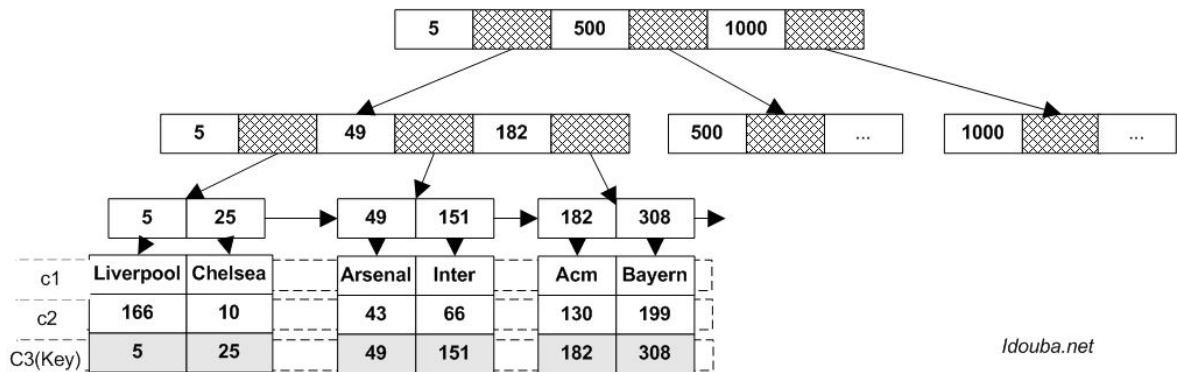 5 500 1000
5 49 182 500 ... 1000 ...
5 25 49 151 182 308
c1 Liverpool Chelsea Arsenal Inter Acm Bayern
c2 166 10 43 66 130 199
C3(Key) 5 25 49 151 182 308
Idouba.net